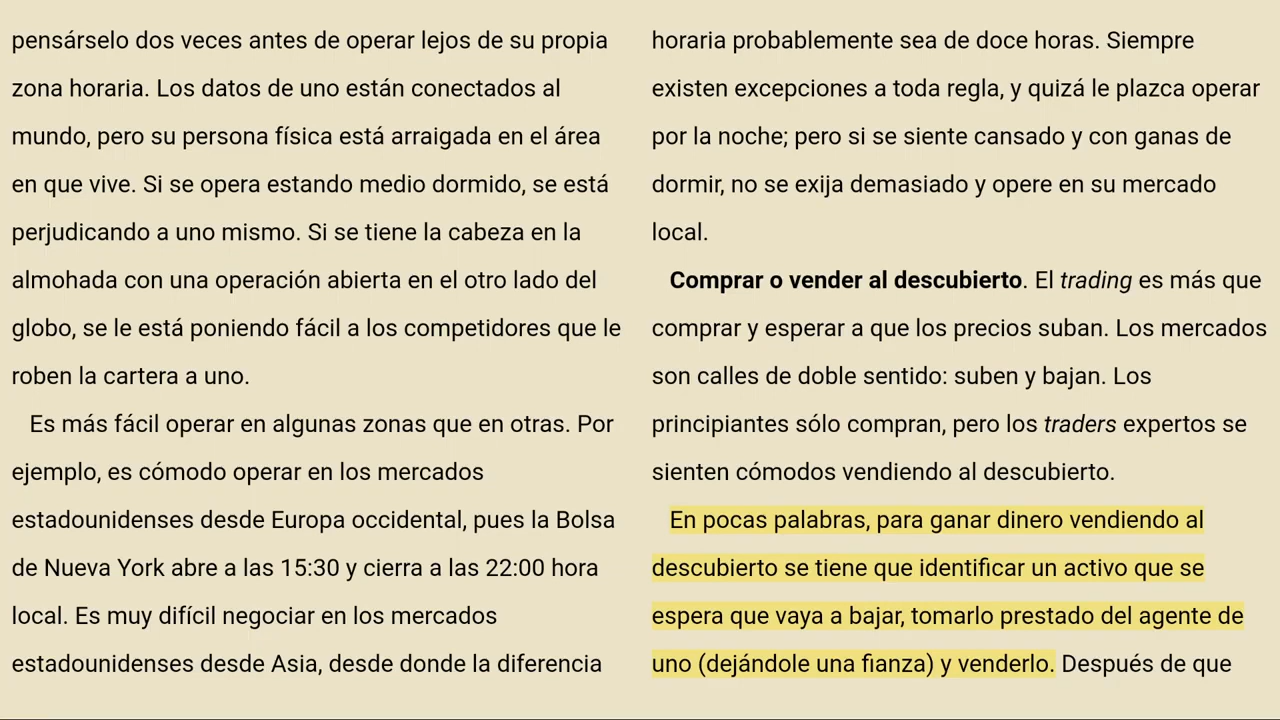 pensárselo dos veces antes de operar lejos de su propia
zona horaria. Los datos de uno están conectados al
mundo, pero su persona física está arraigada en el área
en que vive. Si se opera estando medio dormido, se está
perjudicando a uno mismo. Si se tiene la cabeza en la
almohada con una operación abierta en el otro lado del
globo, se le está poniendo fácil a los competidores que le
roben la cartera a uno.
Es más fácil operar en algunas zonas que en otras. Por
ejemplo, es cómodo operar en los mercados
estadounidenses desde Europa occidental, pues la Bolsa
de Nueva York abre a las 15:30 y cierra a las 22:00 hora
local. Es muy difícil negociar en los mercados
estadounidenses desde Asia, desde donde la diferencia
horaria probablemente sea de doce horas. Siempre
existen excepciones a toda regla, y quizá le plazca operar
por la noche; pero si se siente cansado y con ganas de
dormir, no se exija demasiado y opere en su mercado
local.
Comprar o vender al descubierto. El trading es más que
comprar y esperar a que los precios suban. Los mercados
son calles de doble sentido: suben y bajan. Los
principiantes sólo compran, pero los traders expertos se
sienten cómodos vendiendo al descubierto.
En pocas palabras, para ganar dinero vendiendo al
descubierto se tiene que identificar un activo que se
espera que vaya a bajar, tomarlo prestado del agente de
uno (dejándole una fianza) y venderlo. Después de que